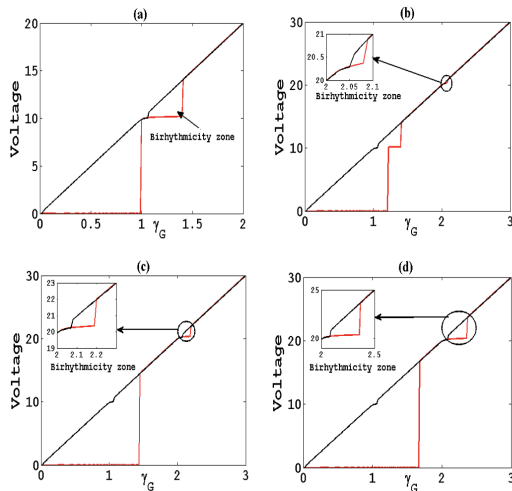 (a)
20
15
10
5
0
Voltage
Birhythmicity zone
0 0.5 1 1.5 2
γG
(b)
30
20
10
0
Voltage
21
20.5
20
2 2.05 2.1
Birhythmicity zone
0 1 2 3
γG
(c)
30
20
10
0
Voltage
23
22
21
20
19
2 2.1 2.2
Birhythmicity zone
0 1 2 3
γG
(d)
30
20
10
0
Voltage
25
20
2 2.5
Birhythmicity zone
0 1 2 3
γG